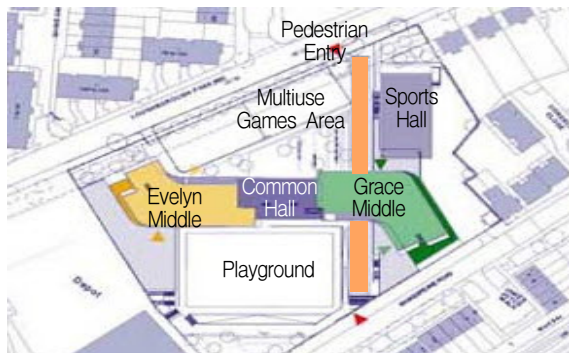 Pedestrian
Entry
Multiuse
Games Area
Sports
Hall
Evelyn
Middle
Common
Hall
Grace
Middle
Playground
Depot